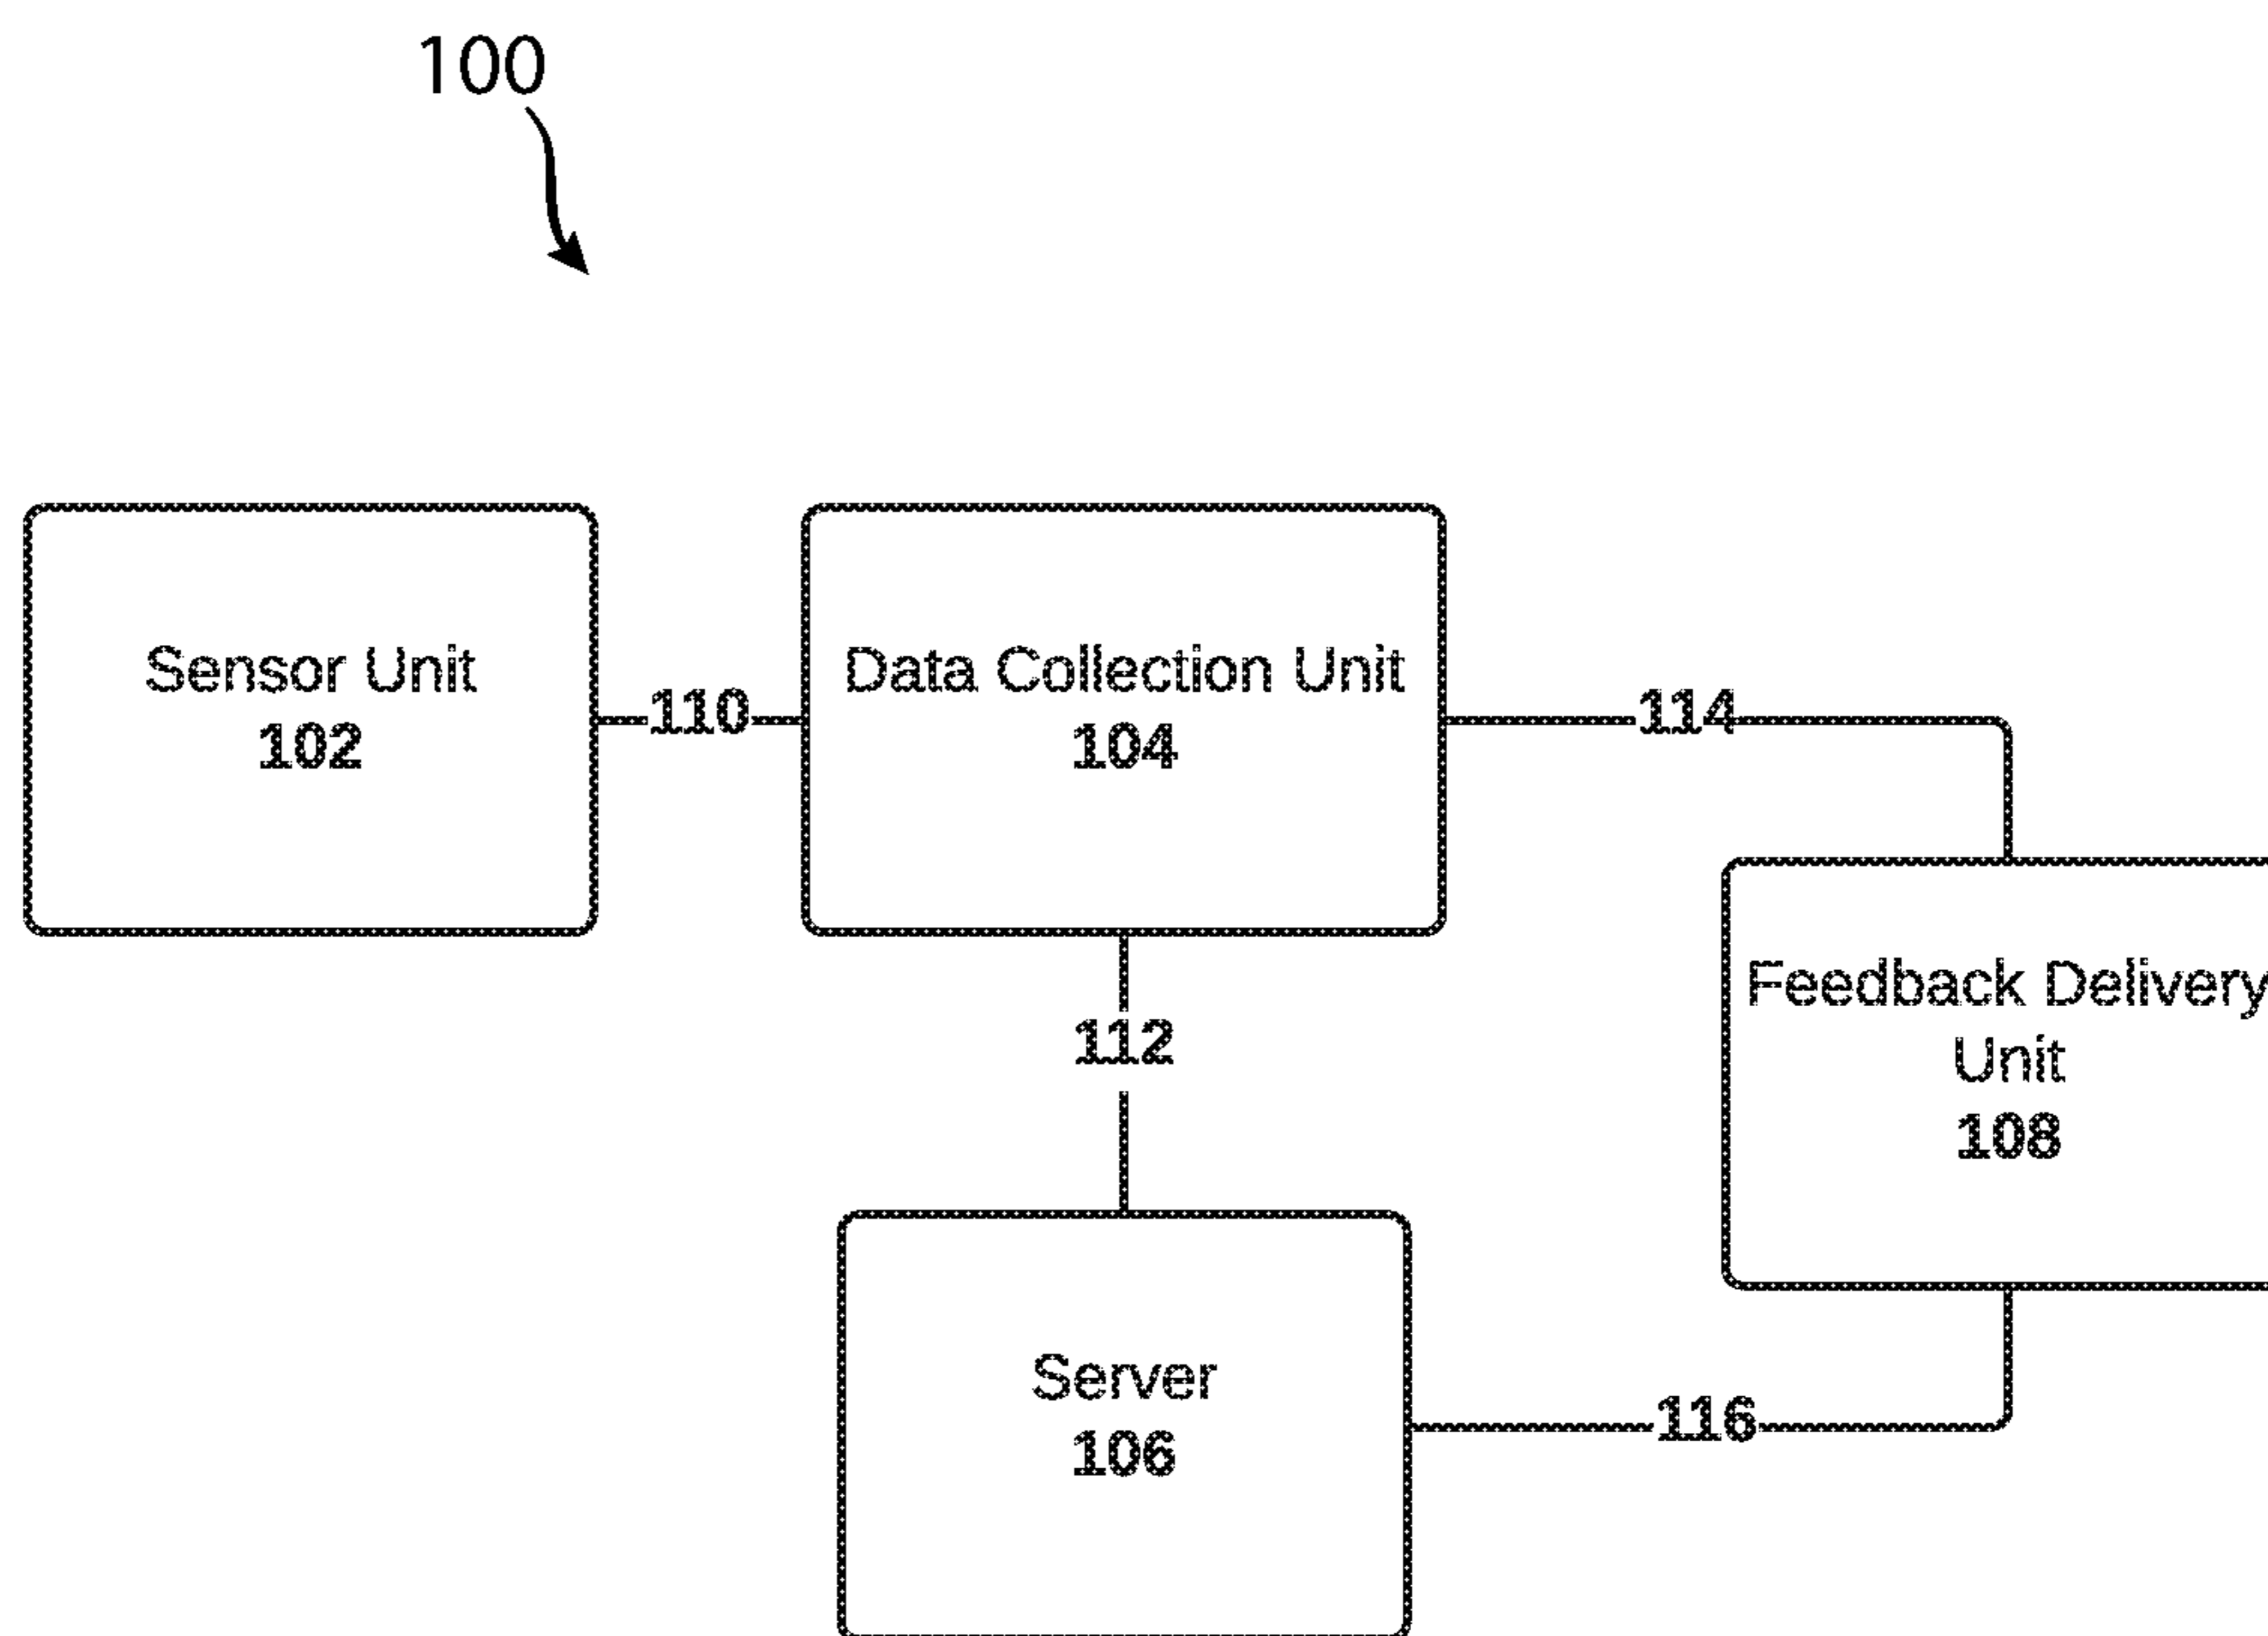 100
Sensor Unit
102
110
Data Collection Unit
104
114
112
Feedback Delivery
Unit
108
Server
106
116